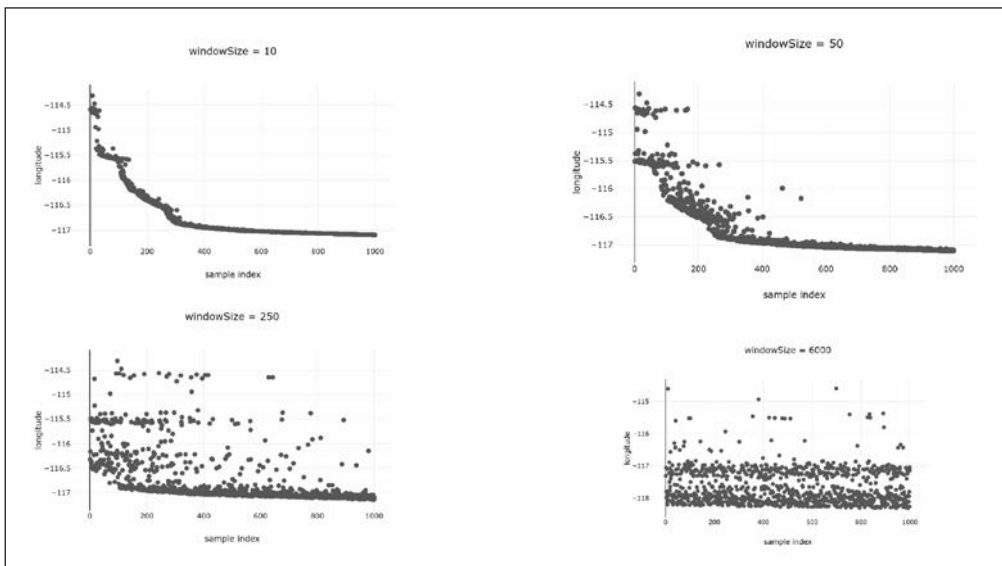 windowSize = 10
−114.5
−115
−115.5
−116
−116.5
−117
longitude
0 200 400 600 800 1000
sample index
windowSize = 50
−114.5
−115
−115.5
−116
−116.5
−117
longitude
0 200 400 600 800 1000
sample index
windowSize = 250
−114.5
−115
−115.5
−116
−116.5
−117
longitude
0 200 400 600 800 1000
sample index
windowSize = 6000
−115
−116
−117
−118
longitude
0 200 400 600 800 1000
sample index